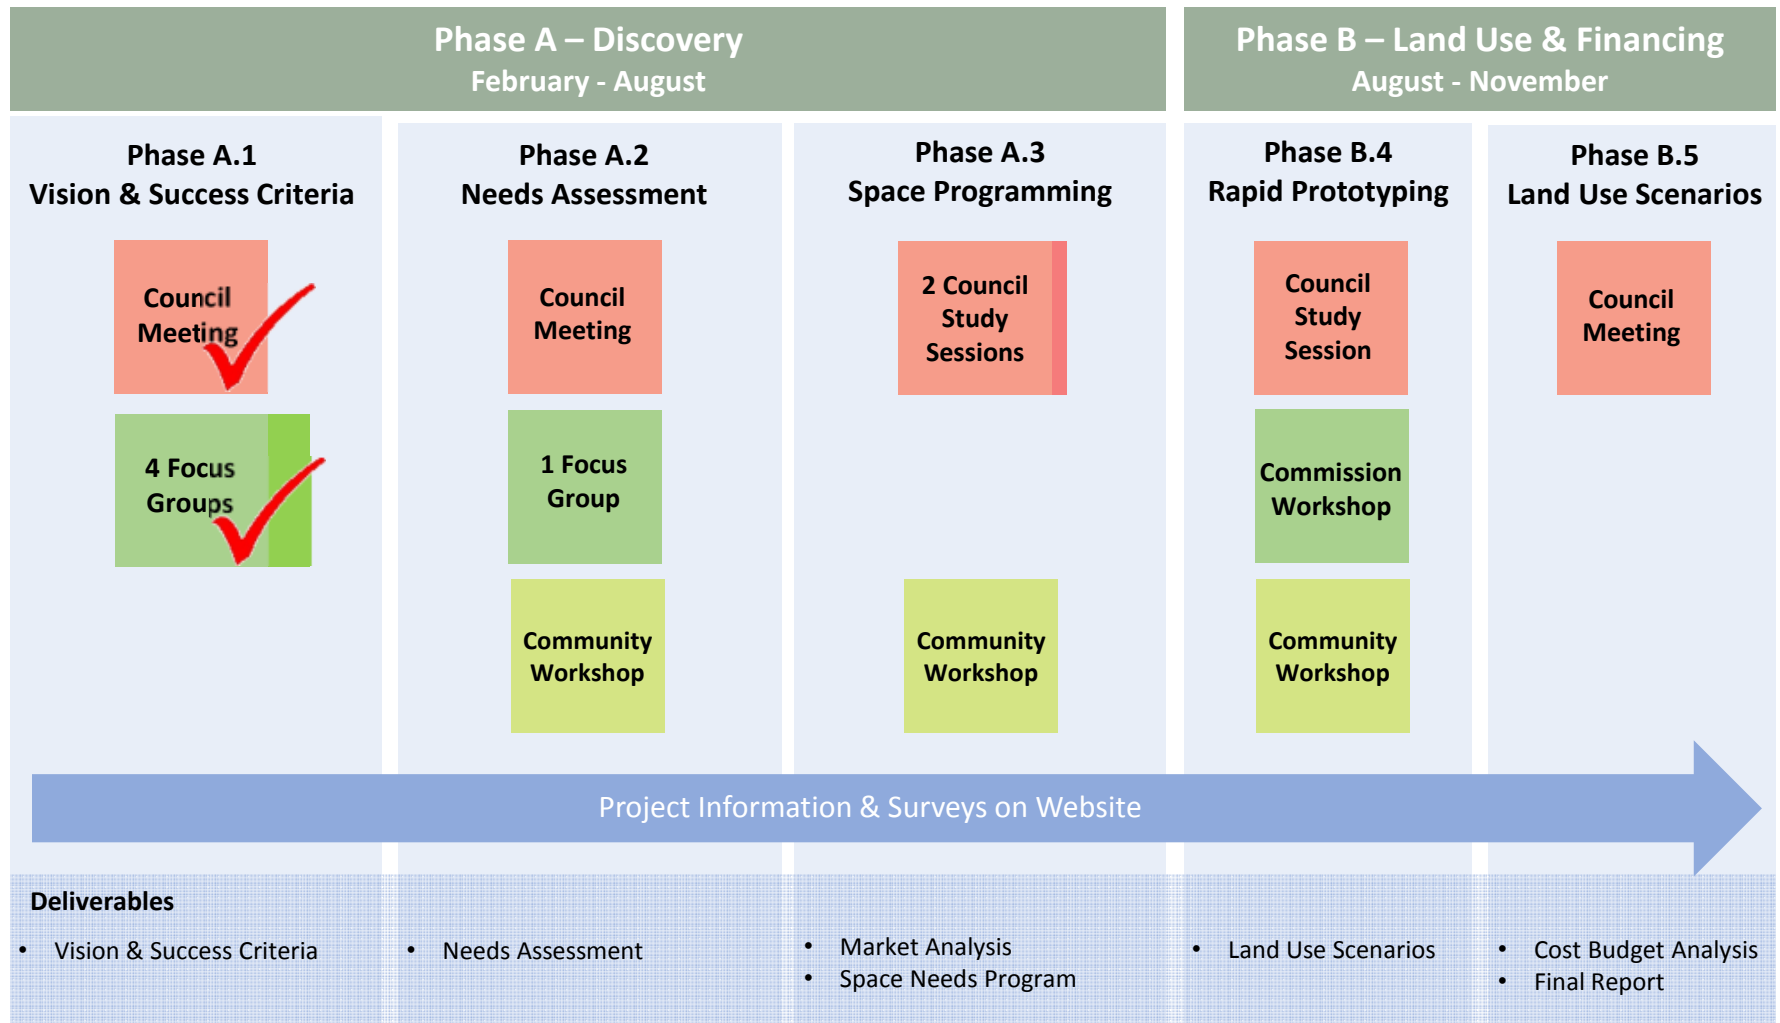 Phase A – Discovery
February - August
Phase B – Land Use & Financing
August - November
Phase A.1
Vision & Success Criteria
Council
Meeting
4 Focus
Groups
Phase A.2
Needs Assessment
Council
Meeting
1 Focus
Group
Community
Workshop
Phase A.3
Space Programming
2 Council
Study
Sessions
Community
Workshop
Phase B.4
Rapid Prototyping
Council
Study
Session
Commission
Workshop
Community
Workshop
Phase B.5
Land Use Scenarios
Council
Meeting
Project Information & Surveys on Website
Deliverables
• Vision & Success Criteria
• Needs Assessment
• Market Analysis
• Space Needs Program
• Land Use Scenarios
• Cost Budget Analysis
• Final Report